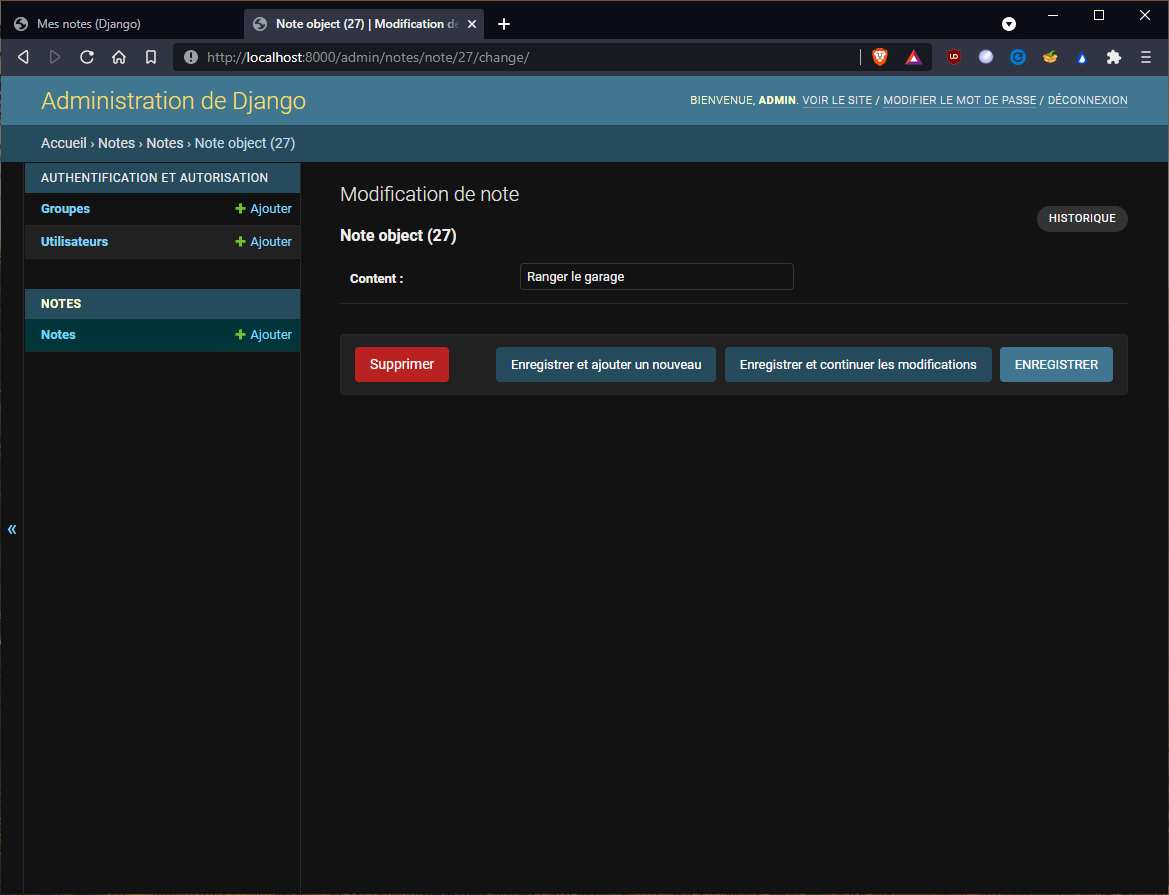 Mes notes (Django)
Note object (27) | Modification de
http://localhost:8000/admin/notes/note/27/change/
UD
Administration de Django
BIENVENUE, ADMIN. VOIR LE SITE / MODIFIER LE MOT DE PASSE / DÉCONNEXION
Accueil › Notes › Notes › Note object (27)
AUTHENTIFICATION ET AUTORISATION
Groupes + Ajouter
Utilisateurs + Ajouter
NOTES
Notes + Ajouter
«
Modification de note
HISTORIQUE
Note object (27)
Content : Ranger le garage
Supprimer Enregistrer et ajouter un nouveau Enregistrer et continuer les modifications ENREGISTRER